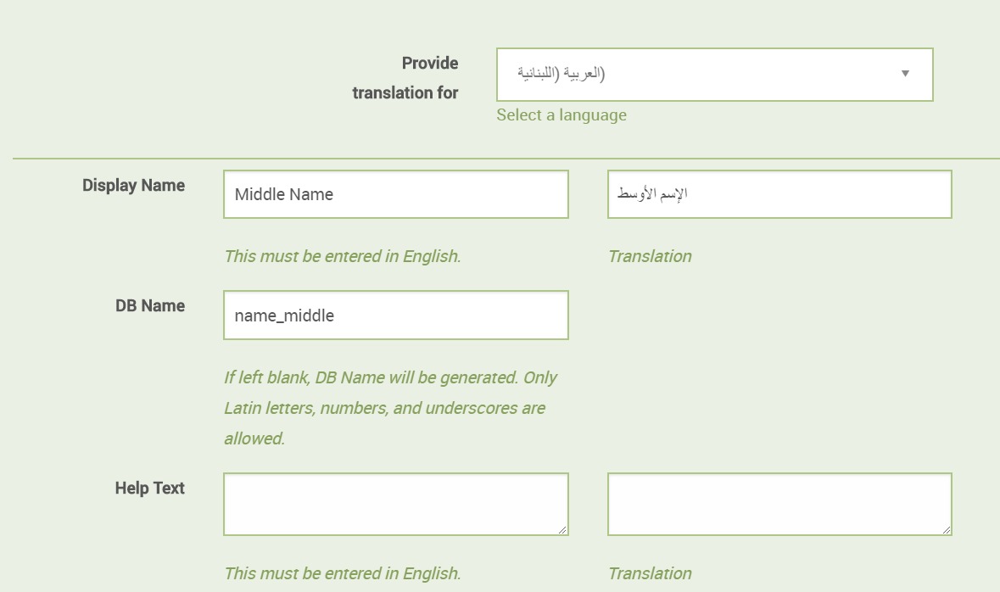 Provide
translation for
العربية (اللبنانية)
Select a language
Display Name
Middle Name
الإسم الأوسط
This must be entered in English.
Translation
DB Name
name_middle
If left blank, DB Name will be generated. Only
Latin letters, numbers, and underscores are
allowed.
Help Text
This must be entered in English.
Translation